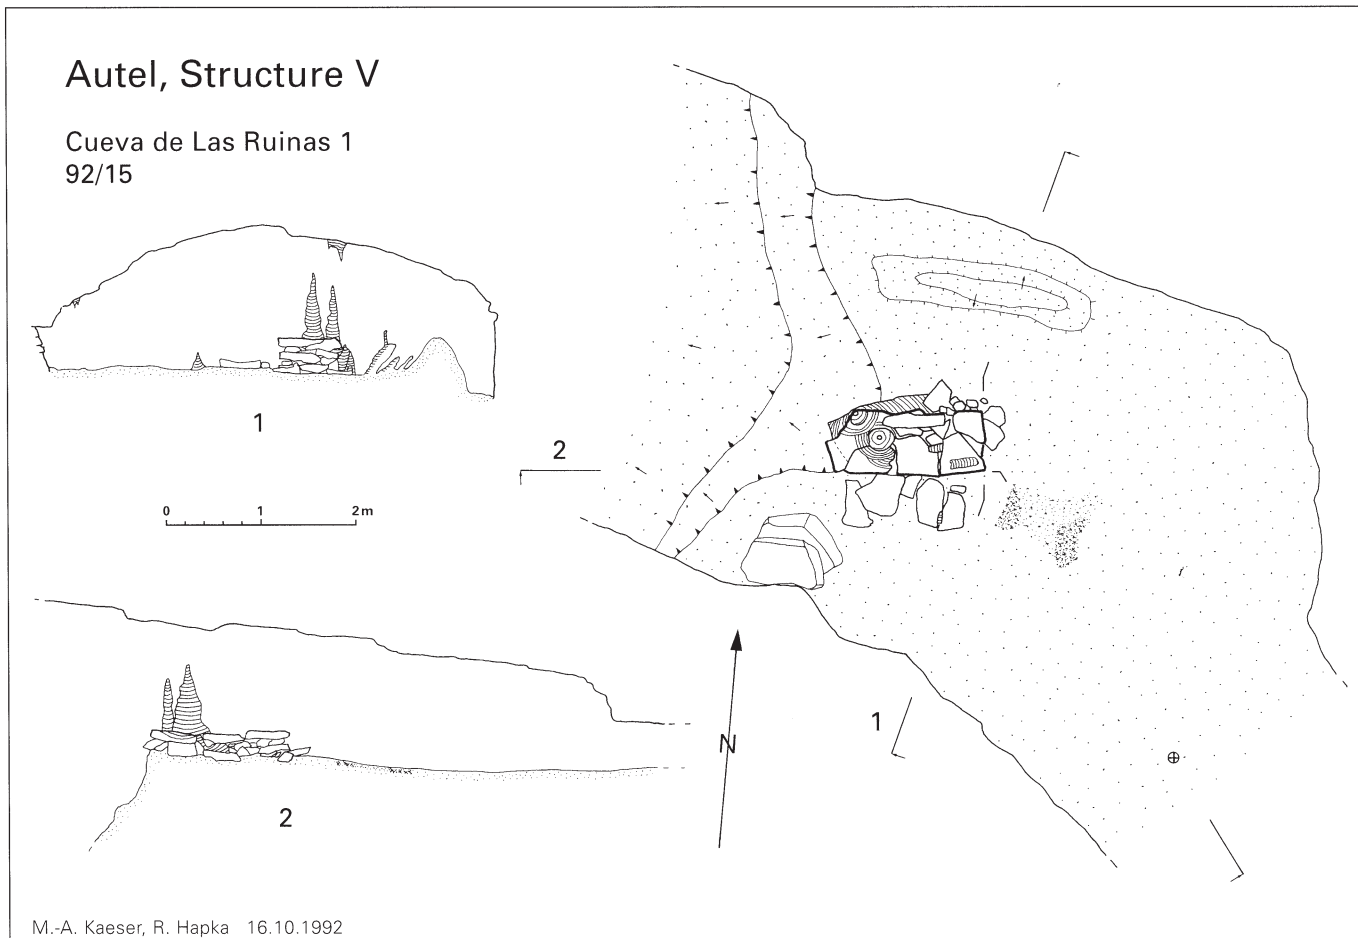 Autel, Structure V
Cueva de Las Ruinas 1
92/15
1
2
0 1 2 m
N
1
2
M.-A. Kaeser, R. Hapka 16.10.1992